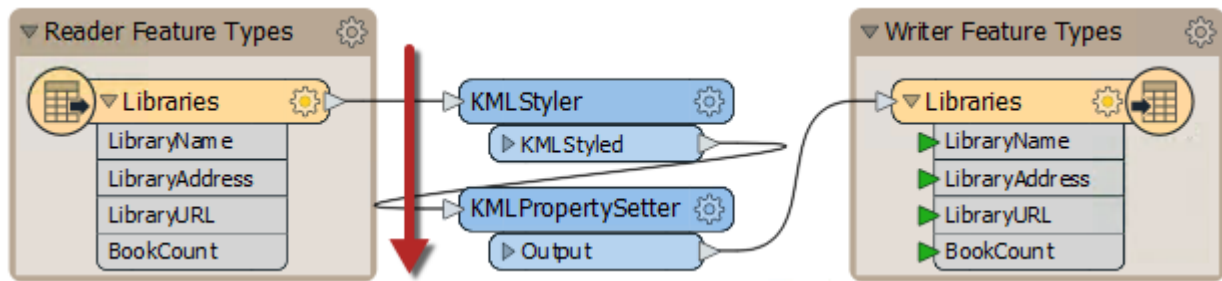 Reader Feature Types
Libraries
LibraryName
LibraryAddress
LibraryURL
BookCount
KMLStyler
KMLStyled
KMLPropertySetter
Output
Writer Feature Types
Libraries
LibraryName
LibraryAddress
LibraryURL
BookCount